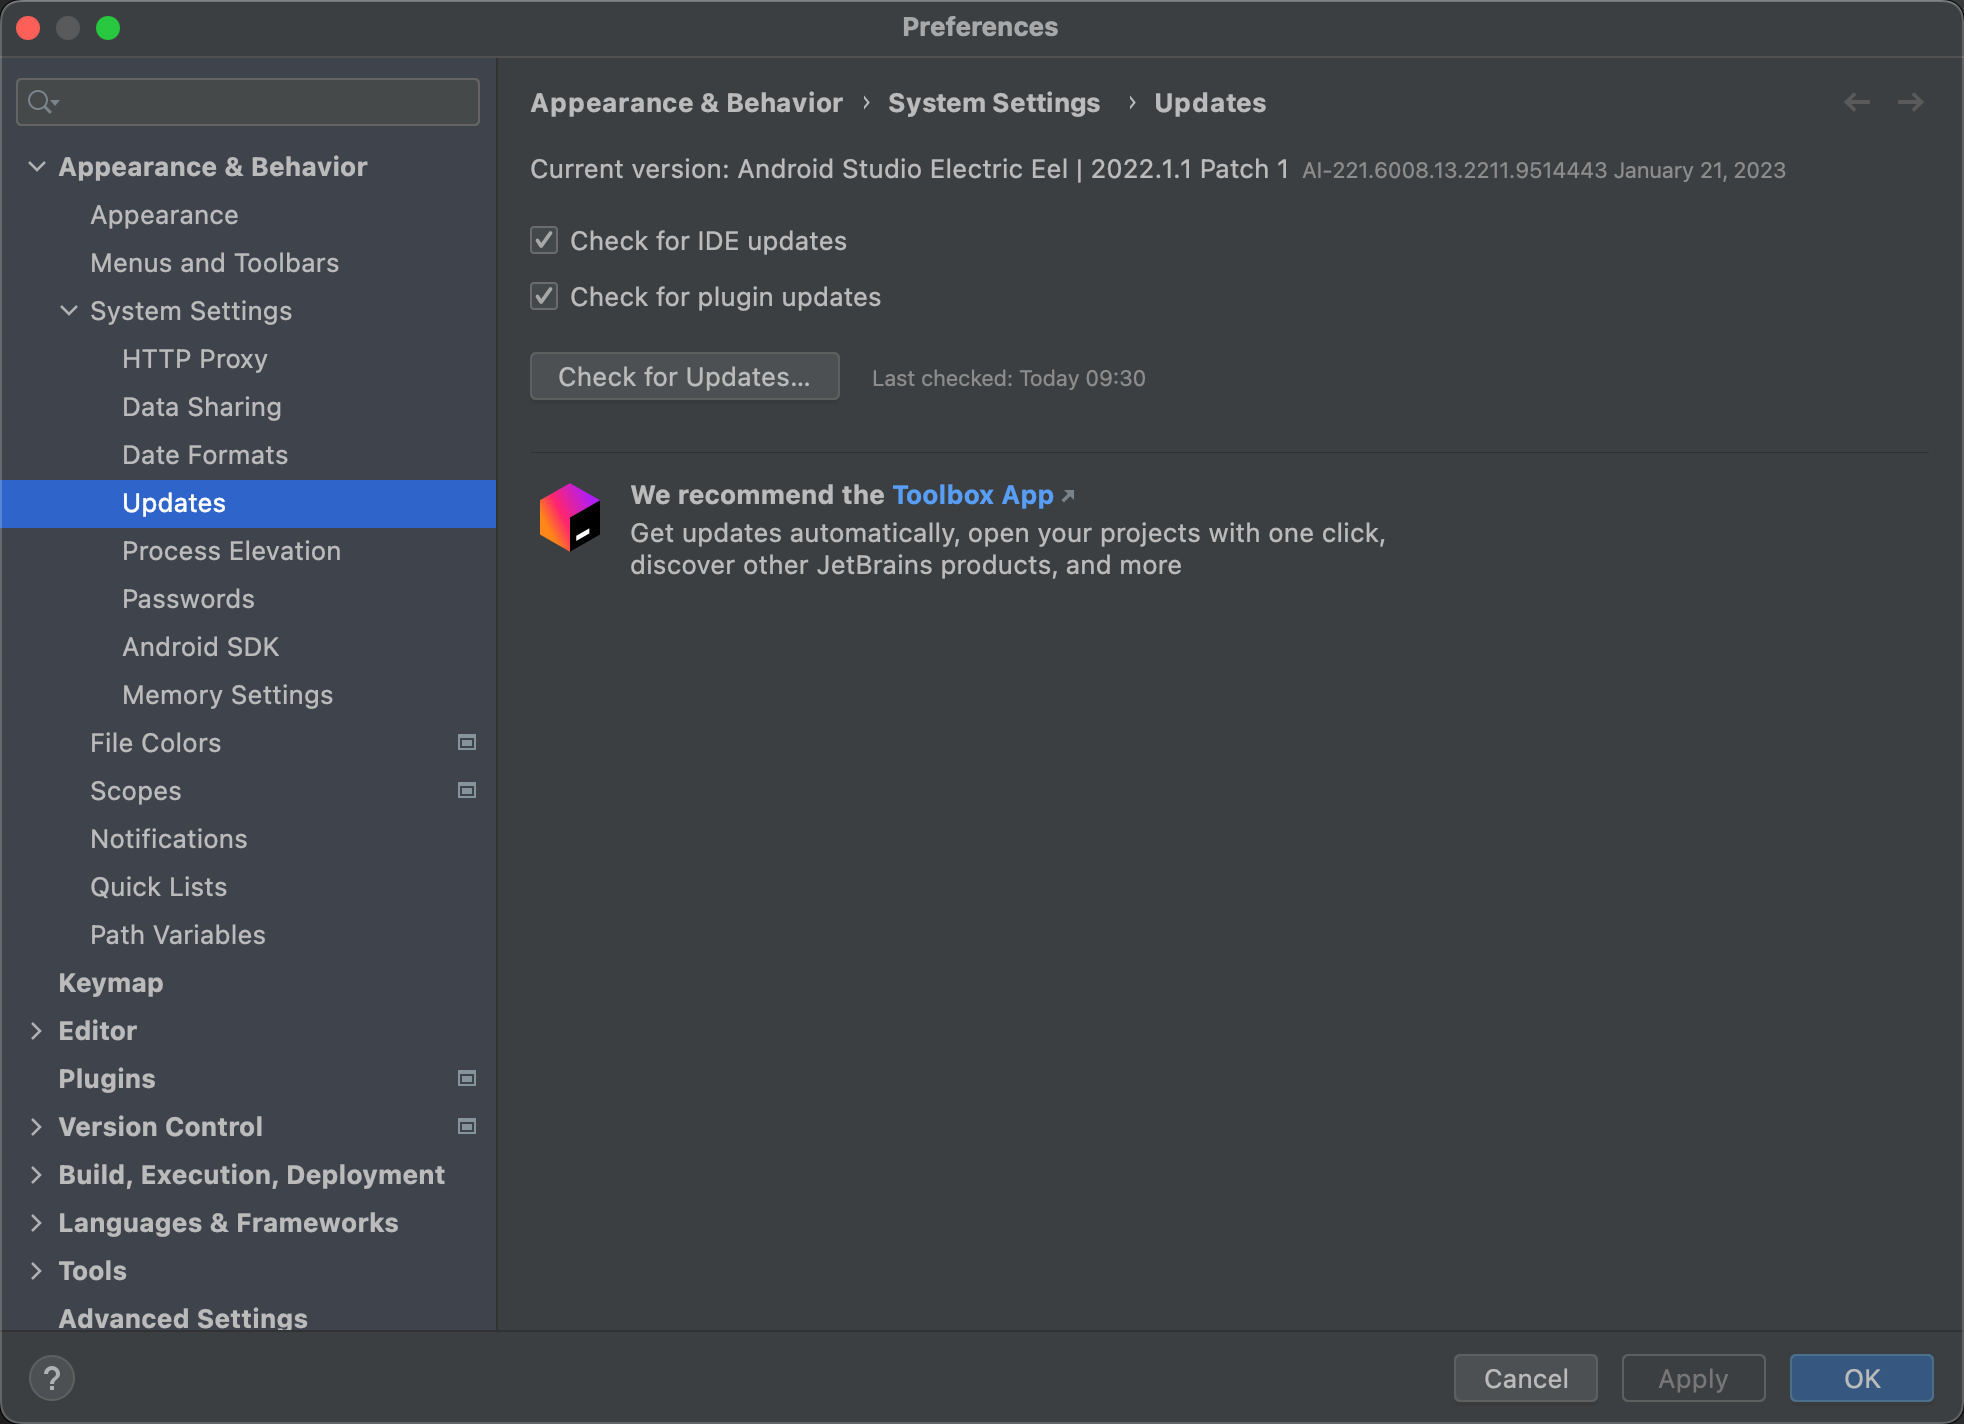 Preferences
Appearance & Behavior
Appearance
Menus and Toolbars
System Settings
HTTP Proxy
Data Sharing
Date Formats
Updates
Process Elevation
Passwords
Android SDK
Memory Settings
File Colors
Scopes
Notifications
Quick Lists
Path Variables
Keymap
Editor
Plugins
Version Control
Build, Execution, Deployment
Languages & Frameworks
Tools
Advanced Settings
Appearance & Behavior › System Settings › Updates
Current version: Android Studio Electric Eel | 2022.1.1 Patch 1 AI-221.6008.13.2211.9514443 January 21, 2023
Check for IDE updates
Check for plugin updates
Check for Updates... Last checked: Today 09:30
We recommend the Toolbox App ↗
Get updates automatically, open your projects with one click,
discover other JetBrains products, and more
? Cancel Apply OK